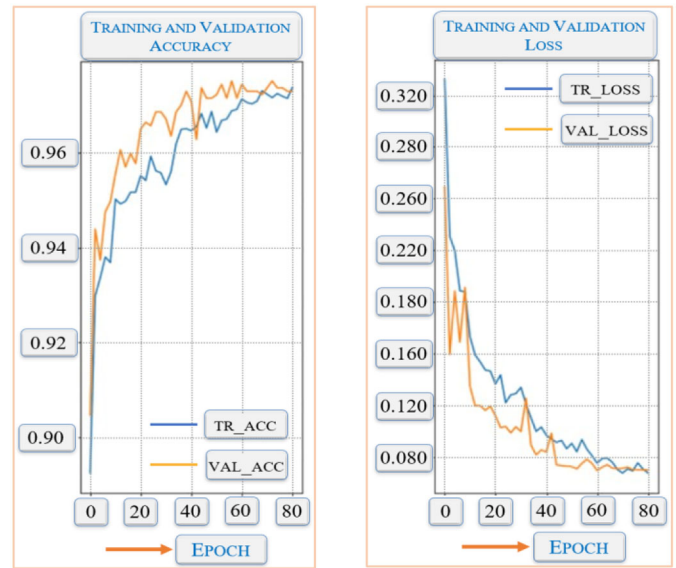 TRAINING AND VALIDATION
ACCURACY
0.96
0.94
0.92
0.90
TR_ACC
VAL_ACC
0 20 40 60 80
EPOCH
TRAINING AND VALIDATION
LOSS
0.320
0.280
0.260
0.220
0.180
0.160
0.120
0.080
TR_LOSS
VAL_LOSS
0 20 40 60 80
EPOCH